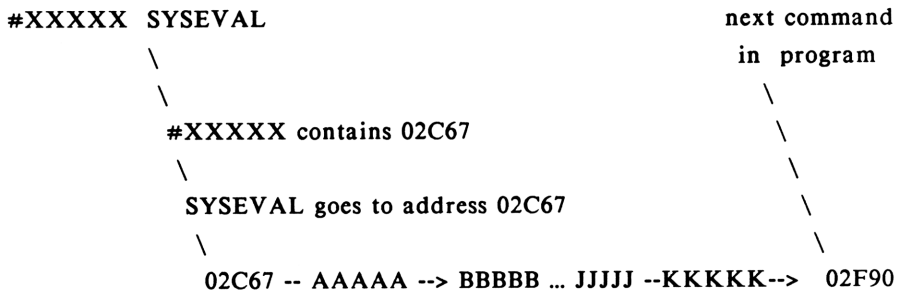 #XXXXX SYSEVAL next command
in program
#XXXXX contains 02C67
SYSEVAL goes to address 02C67
02C67 -- AAAAA --> BBBBB ... JJJJJ --KKKKK--> 02F90